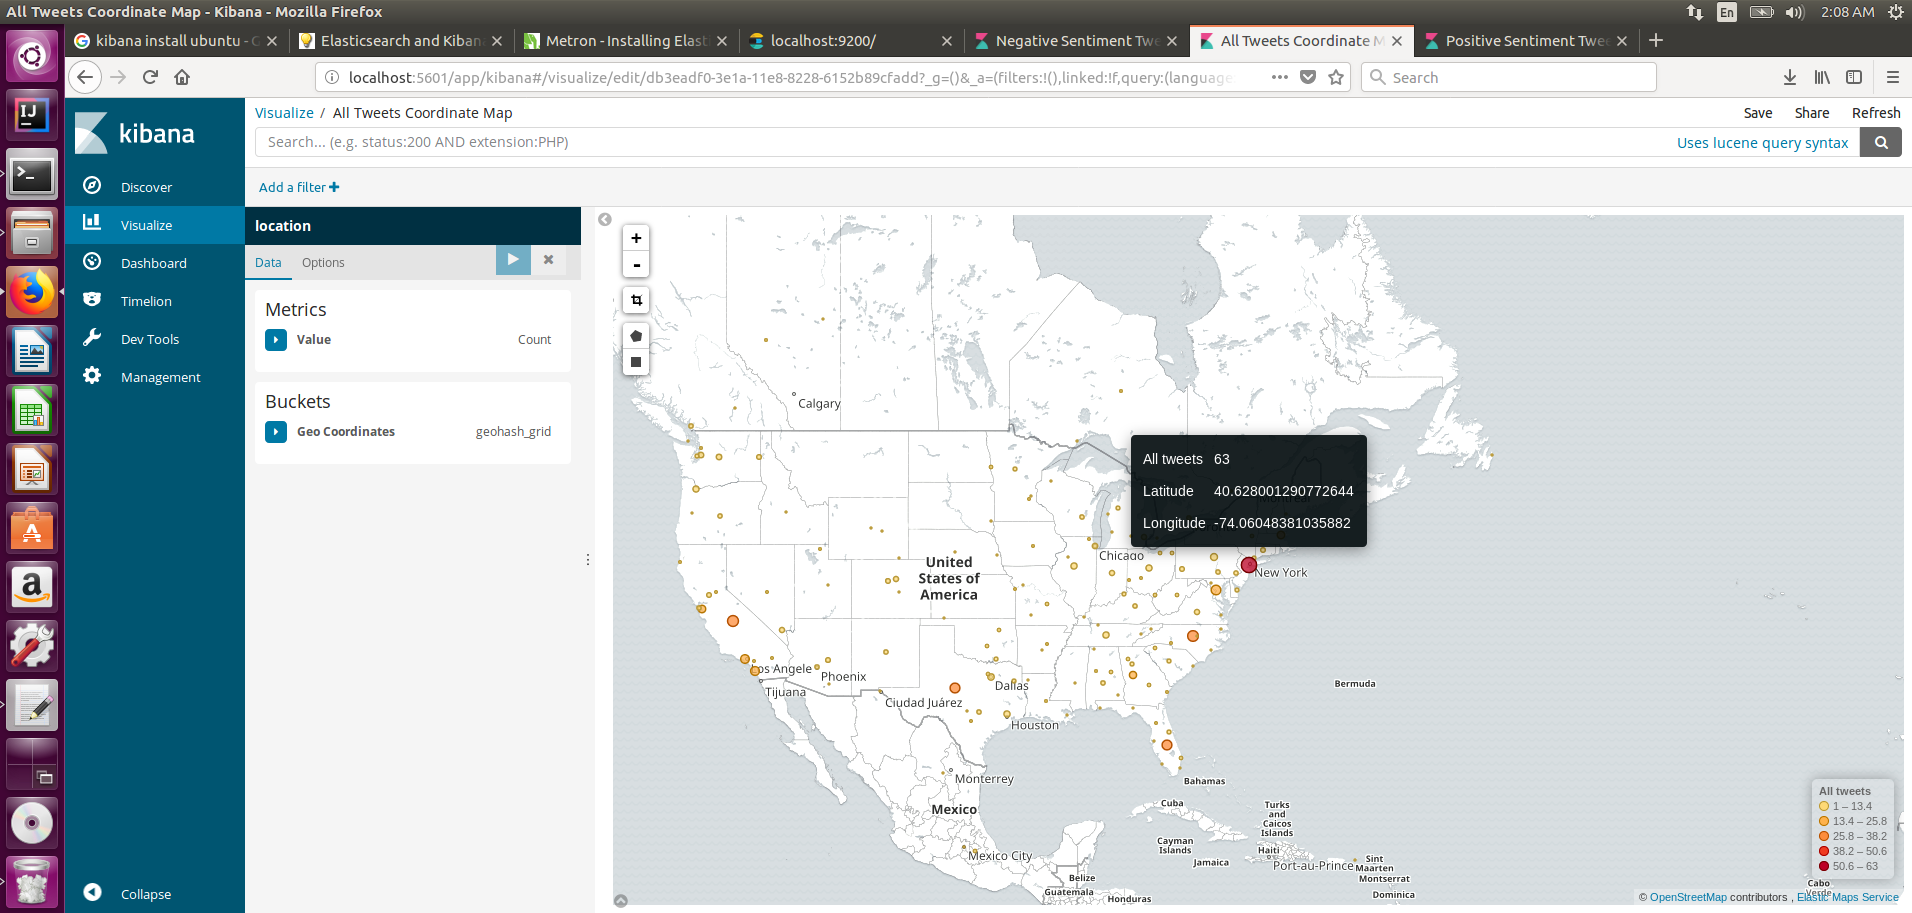 All Tweets Coordinate Map - Kibana - Mozilla Firefox
En
2:08 AM
kibana install ubuntu - G
Elasticsearch and Kiban
Metron - Installing Elast
localhost:9200/
Negative Sentiment Twe
All Tweets Coordinate M
Positive Sentiment Twee
localhost:5601/app/kibana#/visualize/edit/db3eadf0-3e1a-11e8-8228-6152b89cfadd?_g=()&_a=(filters:!(),linked:!f,query:(language
Search
kibana
Discover
Visualize
Dashboard
Timelion
Dev Tools
Management
Collapse
Visualize / All Tweets Coordinate Map
Save Share Refresh
Search... (e.g. status:200 AND extension:PHP)
Uses lucene query syntax
Add a filter +
location
Data Options
Metrics
Value Count
Buckets
Geo Coordinates geohash_grid
+
-
Calgary
All tweets 63
Latitude 40.628001290772644
Longitude -74.06048381035882
Chicago
United
States of
America
New York
Los Angele
Phoenix
Tijuana
Dallas
Ciudad Juárez
Houston
Bermuda
Monterrey
Bahamas
Mexico
Cuba
Turks
and
Caicos
Islands
Cayman
Islands
Haiti
Jamaica
Mexico City
Port-au-Prince
Sint
Maarten
Montserrat
Belize
Guatemala
Honduras
Dominica
Cabo
Verde
All tweets
1 – 13.4
13.4 – 25.8
25.8 – 38.2
38.2 – 50.6
50.6 – 63
© OpenStreetMap contributors , Elastic Maps Service